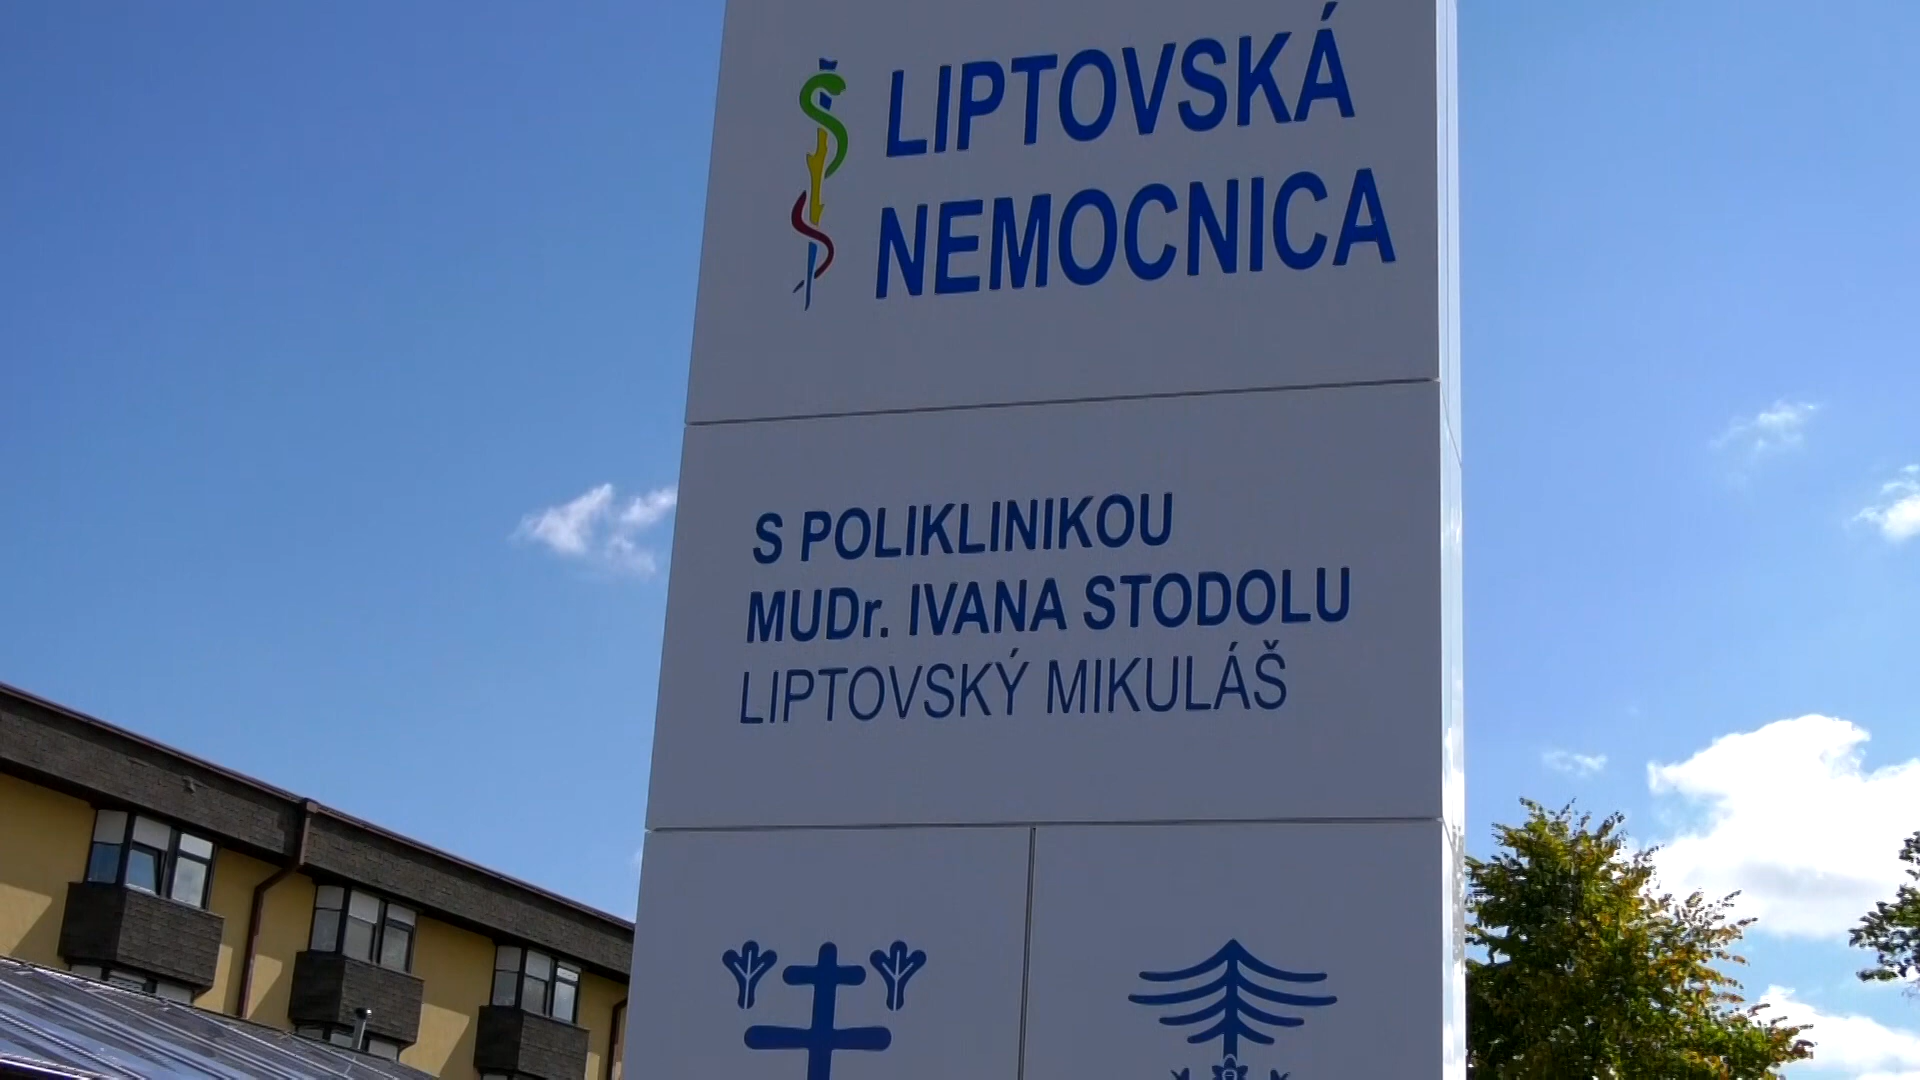 LIPTOVSKÁ
NEMOCNICA
S POLIKLINIKOU
MUDr. IVANA STODOLU
LIPTOVSKÝ MIKULÁŠ